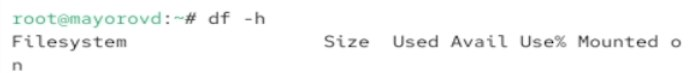 root@mayorovd:~# df -h
Filesystem                Size  Used Avail Use% Mounted o
n